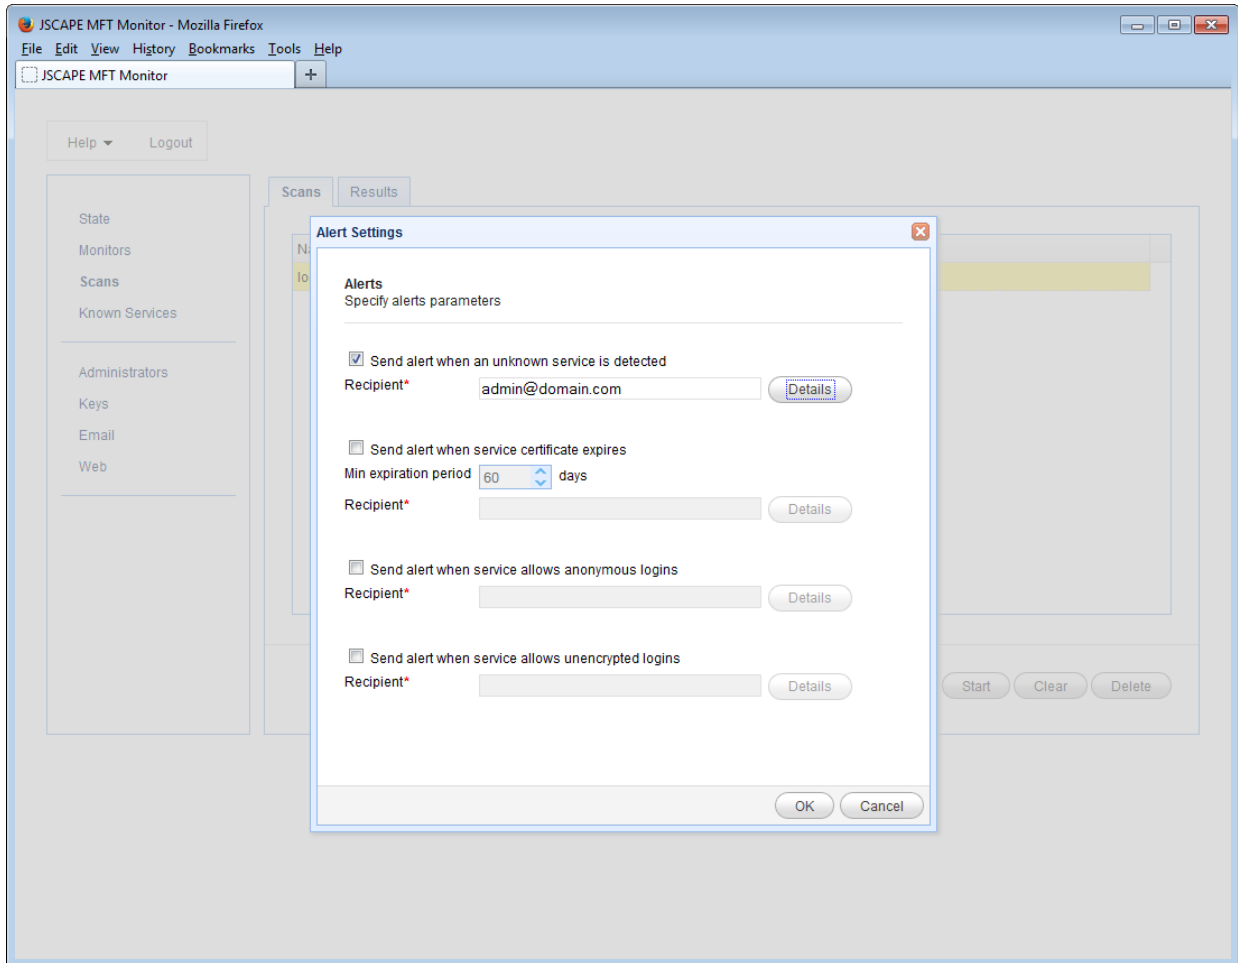 JSCAPE MFT Monitor - Mozilla Firefox
File Edit View History Bookmarks Tools Help
JSCAPE MFT Monitor +
Help Logout
State
Monitors
Scans
Known Services
Administrators
Keys
Email
Web
Scans Results
Alert Settings
Alerts
Specify alerts parameters
Send alert when an unknown service is detected
Recipient* admin@domain.com Details
Send alert when service certificate expires
Min expiration period 60 days
Recipient* Details
Send alert when service allows anonymous logins
Recipient* Details
Send alert when service allows unencrypted logins
Recipient* Details
Start Clear Delete
OK Cancel